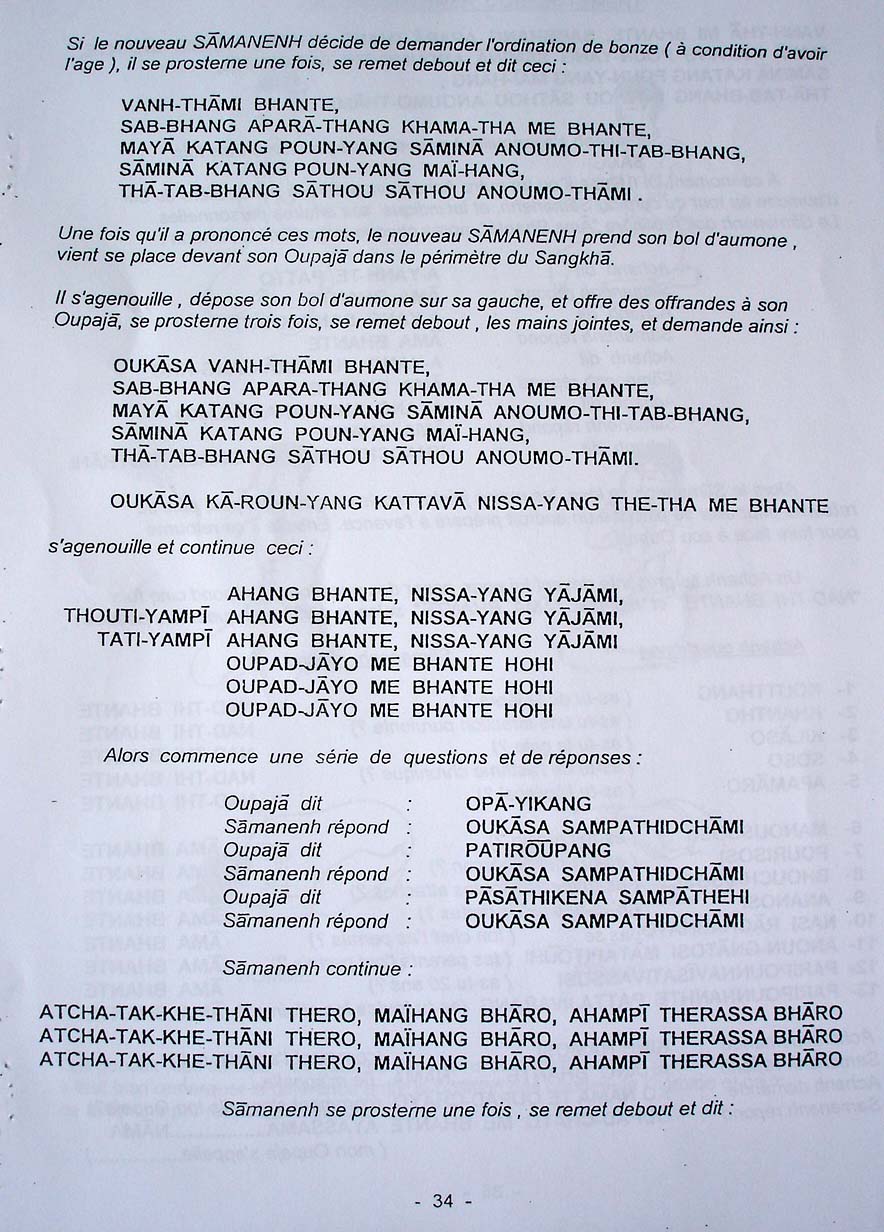 Si le nouveau SĀMANENH décide de demander l'ordination de bonze ( à condition d'avoir
l'age ), il se prosterne une fois, se remet debout et dit ceci :
VANH-THĀMI BHANTE,
SAB-BHANG APARĀ-THANG KHAMA-THA ME BHANTE,
MAYĀ KATANG POUN-YANG SĀMINĀ ANOUMO-THI-TAB-BHANG,
SĀMINĀ KATANG POUN-YANG MAÏ-HANG,
THĀ-TAB-BHANG SĀTHOU SĀTHOU ANOUMO-THĀMI .
Une fois qu'il a prononcé ces mots, le nouveau SĀMANENH prend son bol d'aumone ,
vient se place devant son Oupajā dans le périmètre du Sangkhā.
Il s'agenouille , dépose son bol d'aumone sur sa gauche, et offre des offrandes à son
Oupajā, se prosterne trois fois, se remet debout , les mains jointes, et demande ainsi :
OUKĀSA VANH-THĀMI BHANTE,
SAB-BHANG APARA-THANG KHAMA-THA ME BHANTE,
MAYĀ KATANG POUN-YANG SĀMINĀ ANOUMO-THI-TAB-BHANG,
SĀMINĀ KATANG POUN-YANG MAÏ-HANG,
THĀ-TAB-BHANG SĀTHOU SĀTHOU ANOUMO-THĀMI.
OUKĀSA KĀ-ROUN-YANG KATTAVĀ NISSA-YANG THE-THA ME BHANTE
s'agenouille et continue ceci :
AHANG BHANTE, NISSA-YANG YĀJĀMI,
THOUTI-YAMPĪ AHANG BHANTE, NISSA-YANG YĀJĀMI,
TATI-YAMPĪ AHANG BHANTE, NISSA-YANG YĀJĀMI
OUPAD-JĀYO ME BHANTE HOHI
OUPAD-JĀYO ME BHANTE HOHI
OUPAD-JĀYO ME BHANTE HOHI
Alors commence une série de questions et de réponses :
Oupajā dit : OPĀ-YIKANG
Sāmanenh répond : OUKĀSA SAMPATHIDCHĀMI
Oupajā dit : PATIRŌŪPANG
Sāmanenh répond : OUKĀSA SAMPATHIDCHĀMI
Oupajā dit : PĀSĀTHIKENA SAMPĀTHEHI
Sāmanenh répond : OUKĀSA SAMPATHIDCHĀMI
Sāmanenh continue :
ATCHA-TAK-KHE-THĀNI THERO, MAÏHANG BHĀRO, AHAMPĪ THERASSA BHĀRO
ATCHA-TAK-KHE-THĀNI THERO, MAÏHANG BHĀRO, AHAMPĪ THERASSA BHĀRO
ATCHA-TAK-KHE-THĀNI THERO, MAÏHANG BHĀRO, AHAMPĪ THERASSA BHĀRO
Sāmanenh se prosterne une fois , se remet debout et dit :
- 34 -